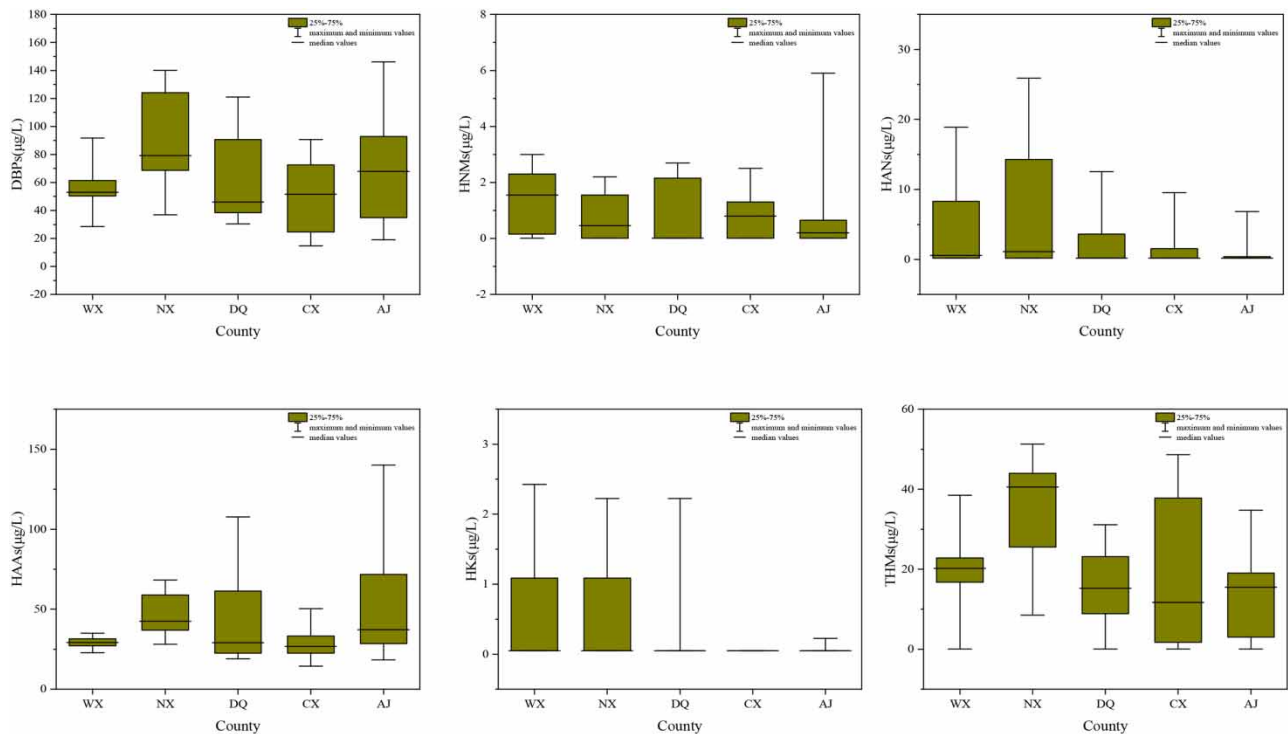 25%-75%
maximum and minimum values
median values
180
160
140
120
100
80
60
40
20
0
-20
DBPs(μg/L)
WX NX DQ CX AJ
County
25%-75%
maximum and minimum values
median values
8
6
4
2
0
-2
HNMs(μg/L)
WX NX DQ CX AJ
County
25%-75%
maximum and minimum values
median values
30
20
10
0
HANs(μg/L)
WX NX DQ CX AJ
County
25%-75%
maximum and minimum values
median values
150
100
50
0
HAAs(μg/L)
WX NX DQ CX AJ
County
25%-75%
maximum and minimum values
median values
3
2
1
0
HKs(μg/L)
WX NX DQ CX AJ
County
25%-75%
maximum and minimum values
median values
60
40
20
0
THMs(μg/L)
WX NX DQ CX AJ
County